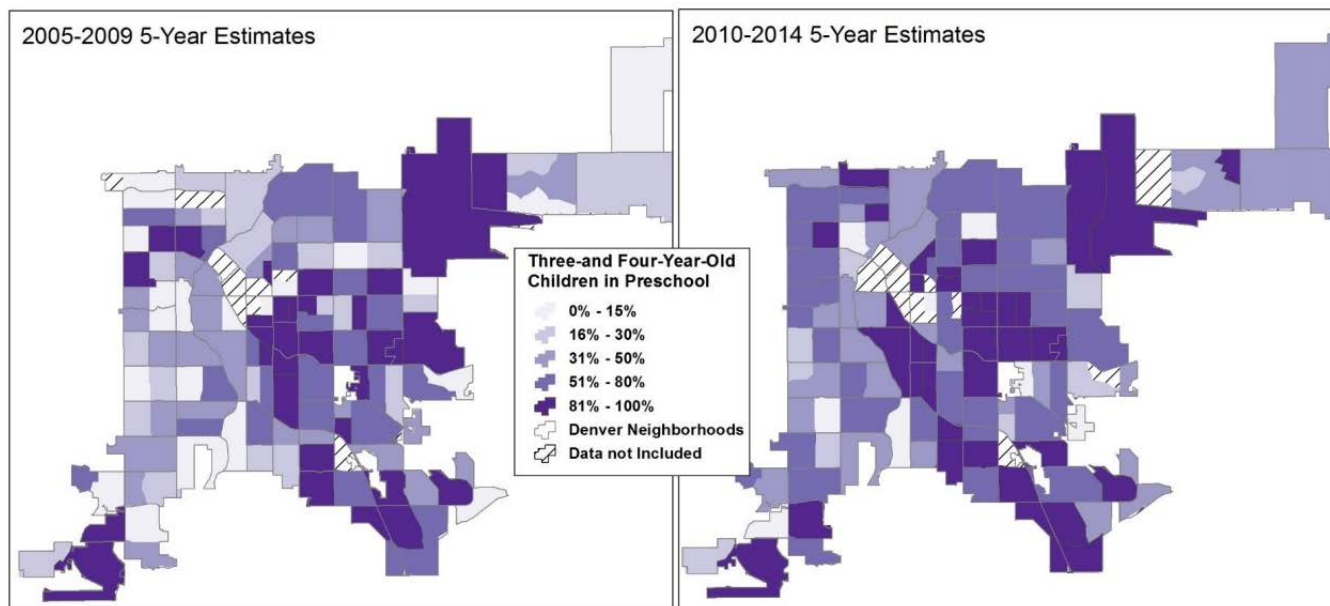 2005-2009 5-Year Estimates
2010-2014 5-Year Estimates
Three-and Four-Year-Old
Children in Preschool
0% - 15%
16% - 30%
31% - 50%
51% - 80%
81% - 100%
Denver Neighborhoods
Data not Included